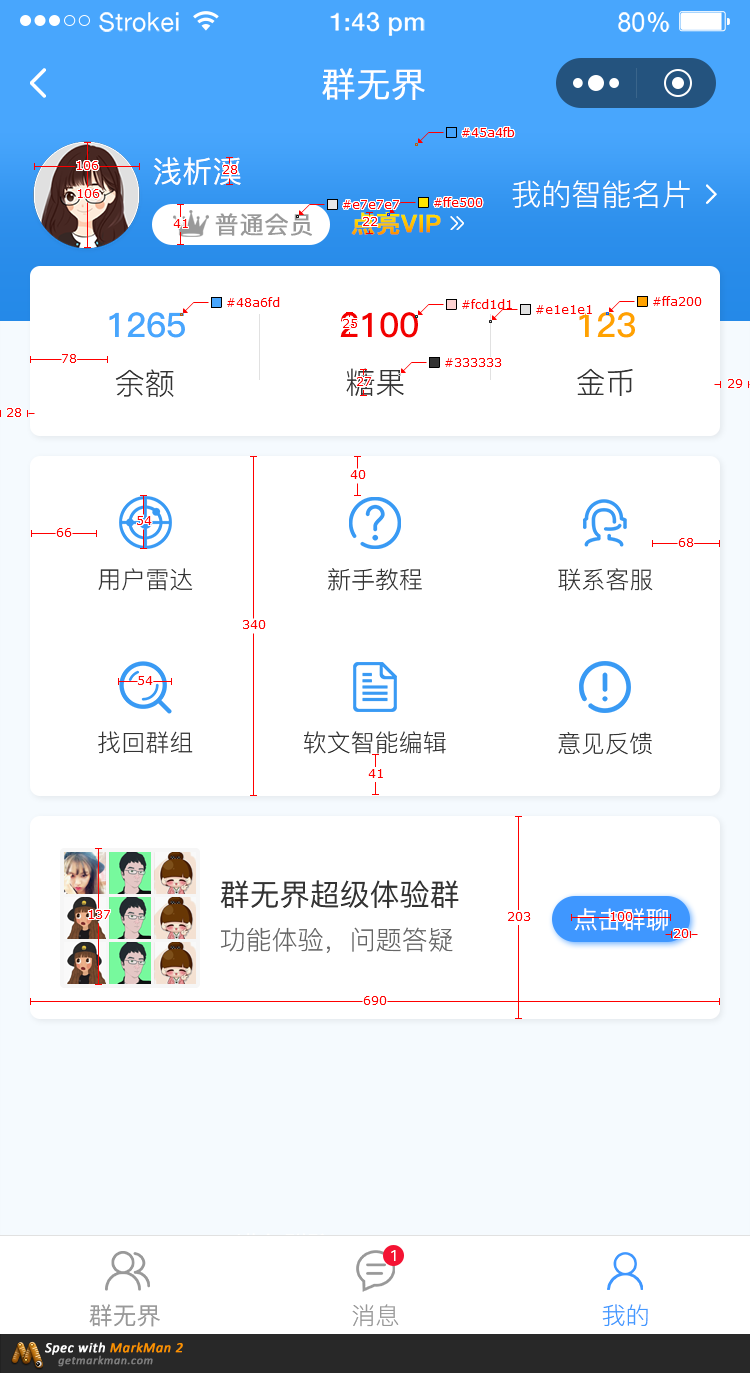 Strokei 1:43 pm 80%
群无界
#45a4fb
浅析溪
106
28
106
我的智能名片
#e7e7e7 #ffe500
41 普通会员 点亮VIP 22
#48a6fd #fcd1d1 #e1e1e1 #ffa200
1265 2100 123
25
78 #333333
余额 糖果 金币
27 29
28
40
54
66 68
用户雷达 新手教程 联系客服
340
54
找回群组 软文智能编辑 意见反馈
41
群无界超级体验群
137 203 点击群聊 100
功能体验，问题答疑 20
690
1
群无界 消息 我的
Spec with MarkMan 2
getmarkman.com